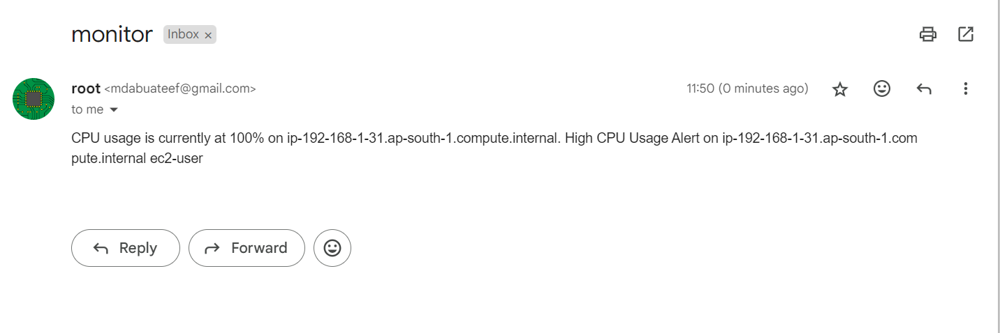 monitor Inbox ×
root <mdabuateef@gmail.com> 11:50 (0 minutes ago)
to me
CPU usage is currently at 100% on ip-192-168-1-31.ap-south-1.compute.internal. High CPU Usage Alert on ip-192-168-1-31.ap-south-1.com
pute.internal ec2-user
Reply Forward